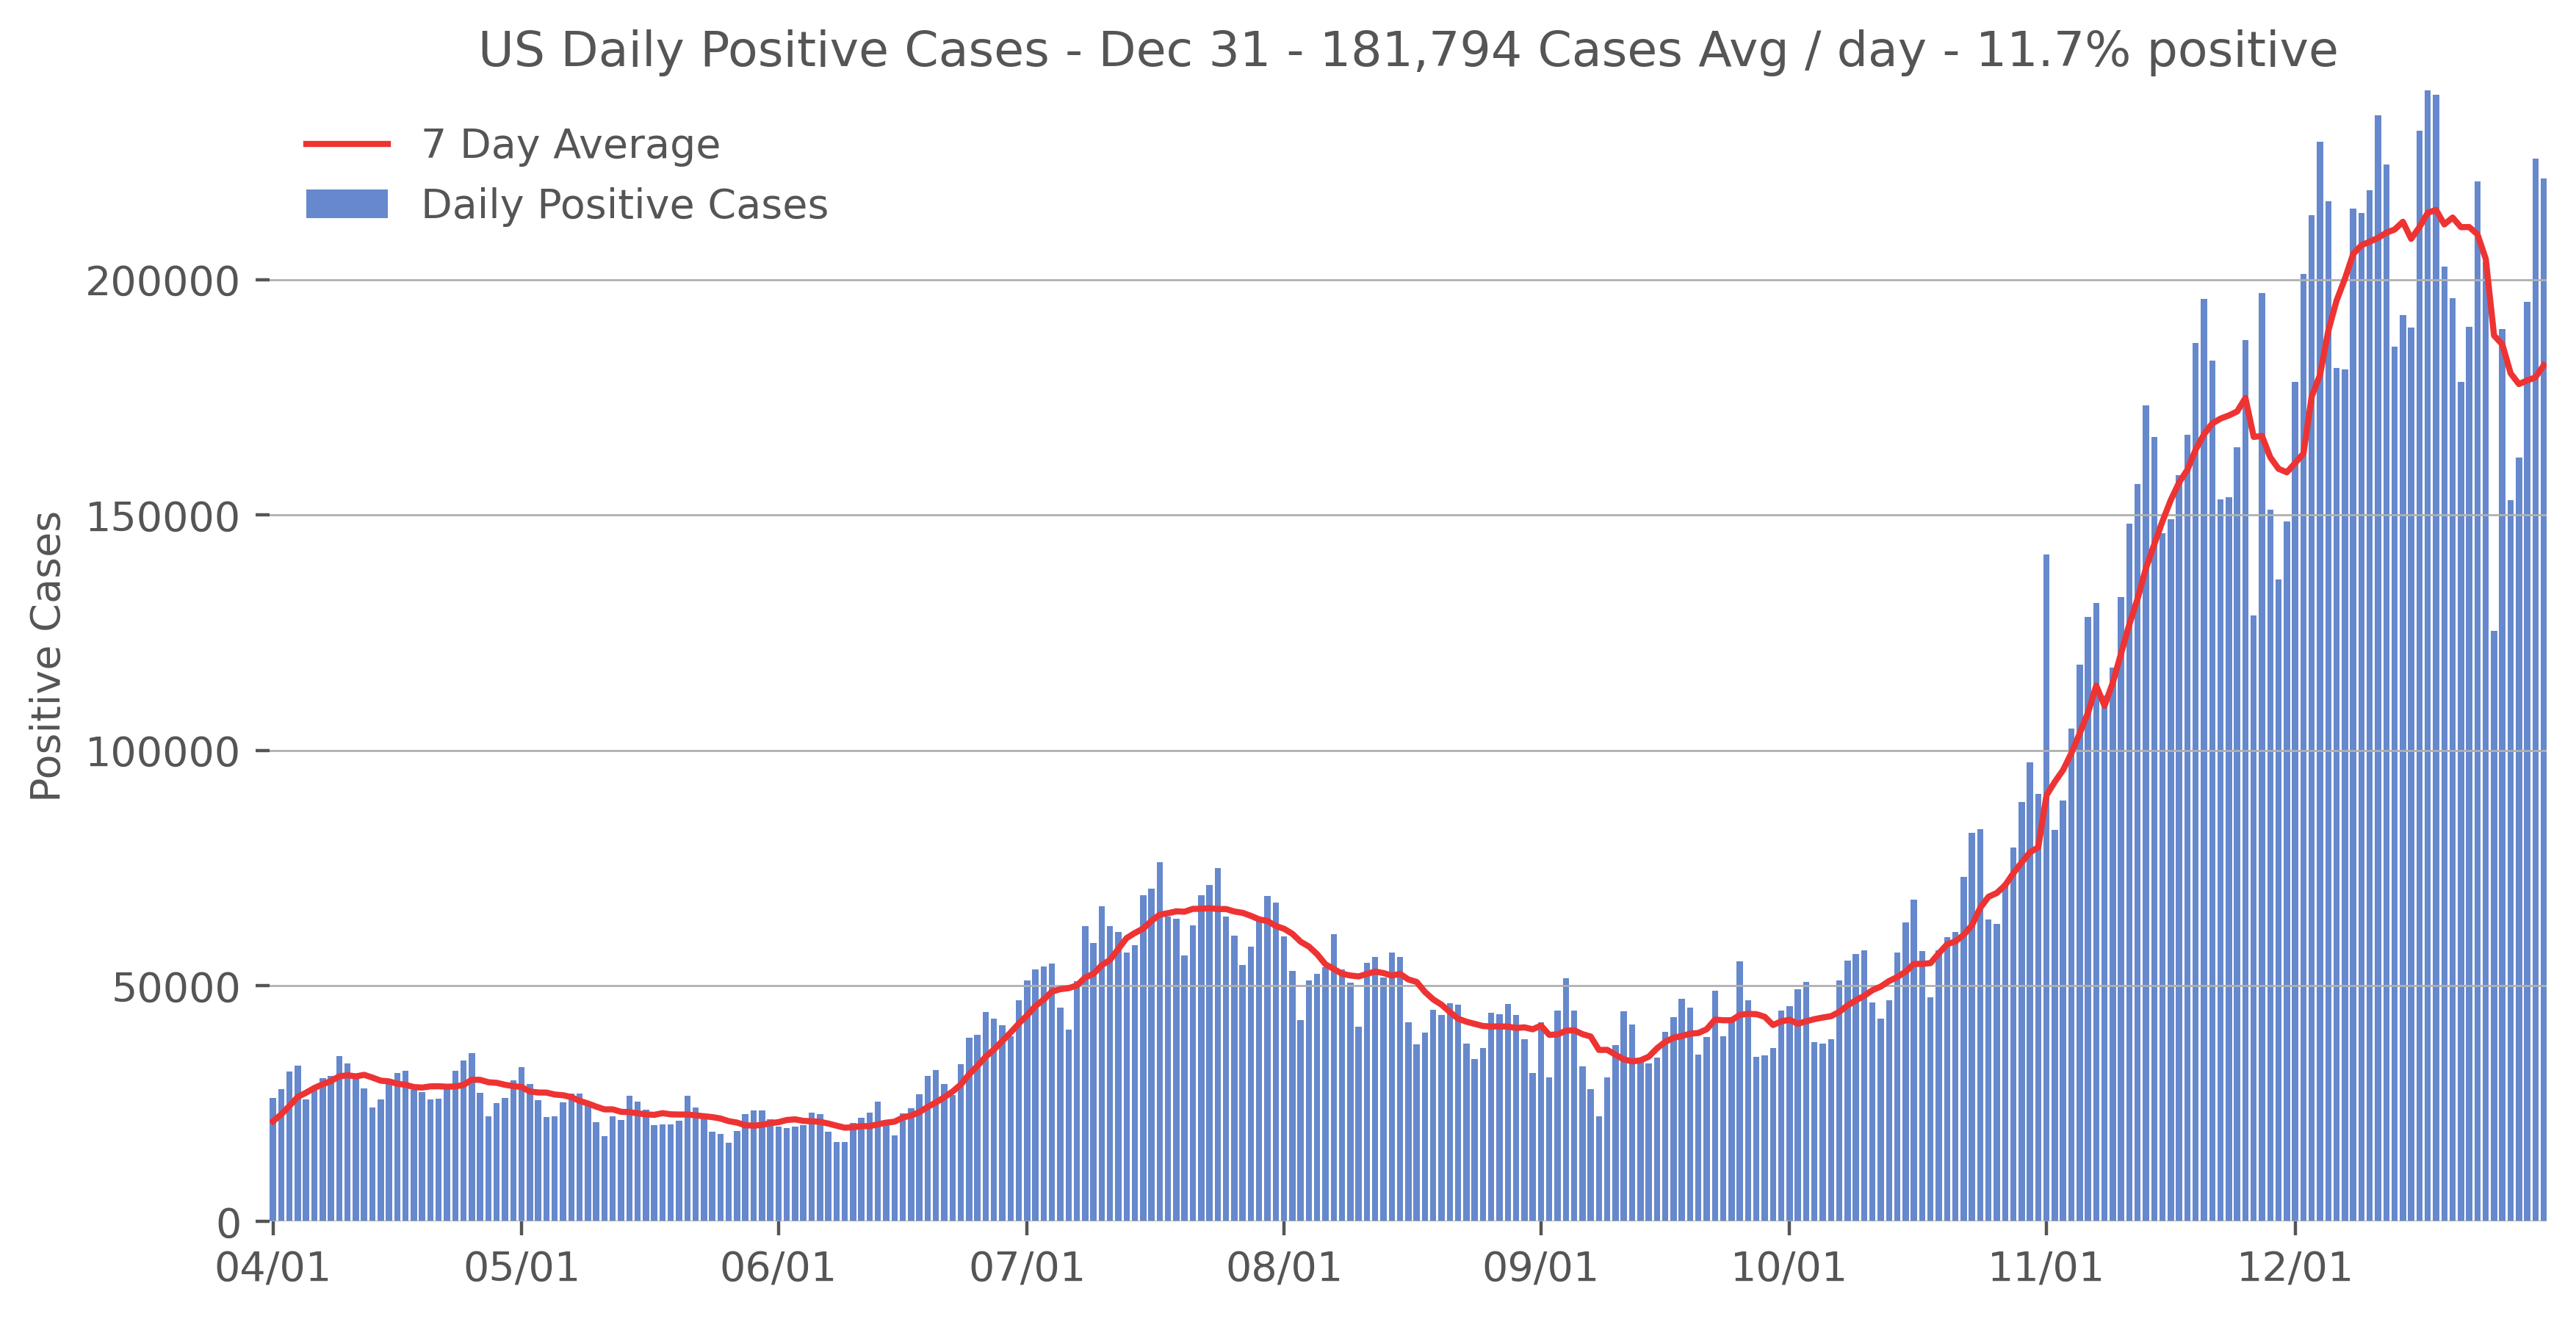 US Daily Positive Cases - Dec 31 - 181,794 Cases Avg / day - 11.7% positive
7 Day Average
Daily Positive Cases
200000
150000
100000
50000
0
Positive Cases
04/01 05/01 06/01 07/01 08/01 09/01 10/01 11/01 12/01